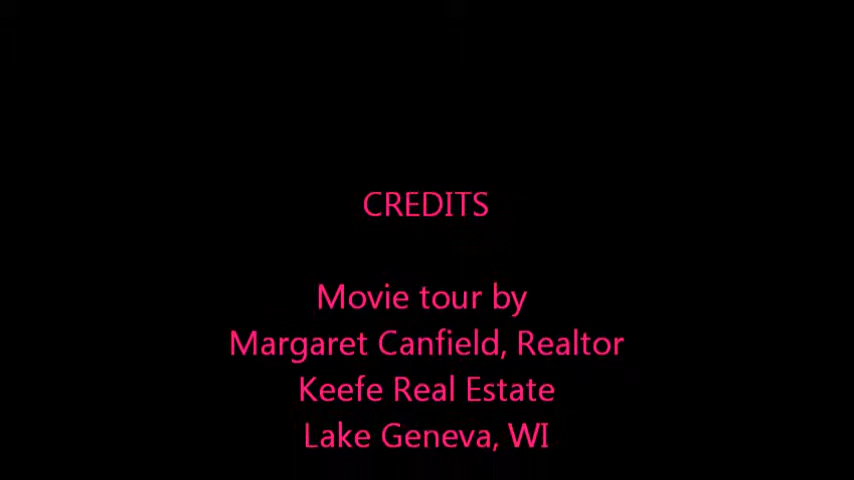 CREDITS
Movie tour by
Margaret Canfield, Realtor
Keefe Real Estate
Lake Geneva, WI